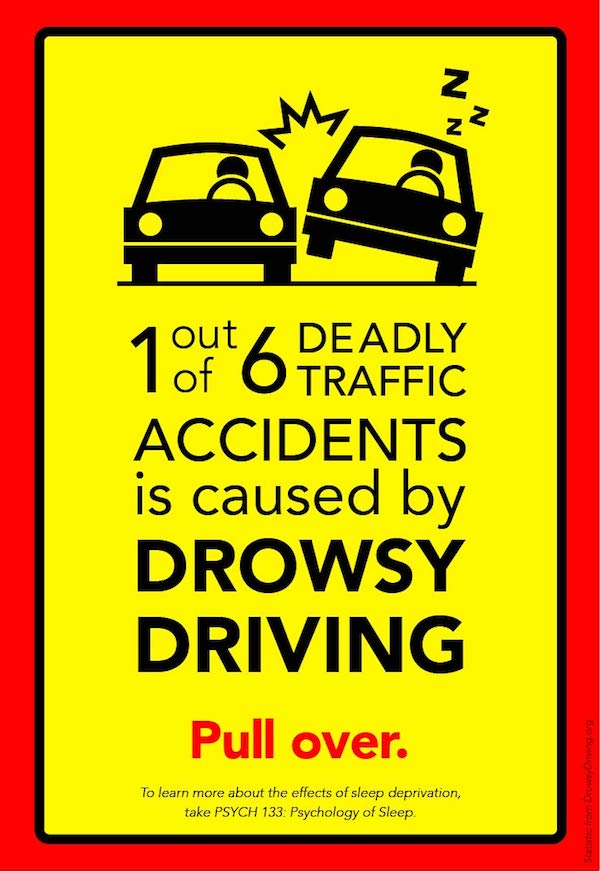 Z
Z Z
1 out of 6 DEADLY
TRAFFIC
ACCIDENTS
is caused by
DROWSY
DRIVING
Pull over.
To learn more about the effects of sleep deprivation,
take PSYCH 133: Psychology of Sleep.
Statistic from DrowsyDriving.org